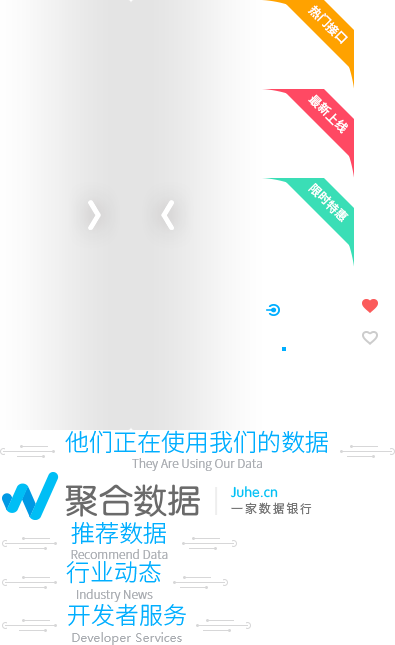 热门接口
最新上线
限时特惠
他们正在使用我们的数据
They Are Using Our Data
聚合数据
Juhe.cn
一家数据银行
推荐数据
Recommend Data
行业动态
Industry News
开发者服务
Developer Services